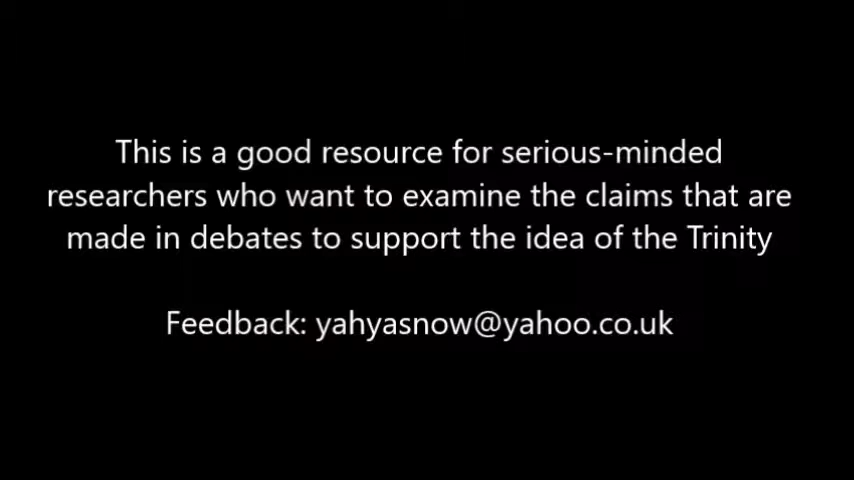 This is a good resource for serious-minded
researchers who want to examine the claims that are
made in debates to support the idea of the Trinity
Feedback: yahyasnow@yahoo.co.uk